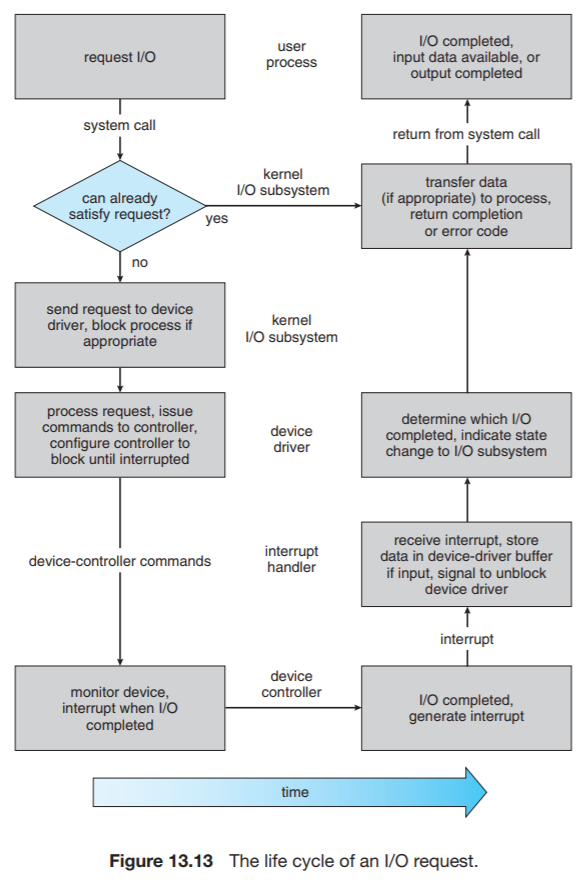 request I/O
user
process
I/O completed,
input data available, or
output completed
system call
return from system call
can already
satisfy request?
kernel
I/O subsystem
yes
transfer data
(if appropriate) to process,
return completion
or error code
no
send request to device
driver, block process if
appropriate
kernel
I/O subsystem
process request, issue
commands to controller,
configure controller to
block until interrupted
device
driver
determine which I/O
completed, indicate state
change to I/O subsystem
device-controller commands
interrupt
handler
receive interrupt, store
data in device-driver buffer
if input, signal to unblock
device driver
interrupt
monitor device,
interrupt when I/O
completed
device
controller
I/O completed,
generate interrupt
time
Figure 13.13 The life cycle of an I/O request.